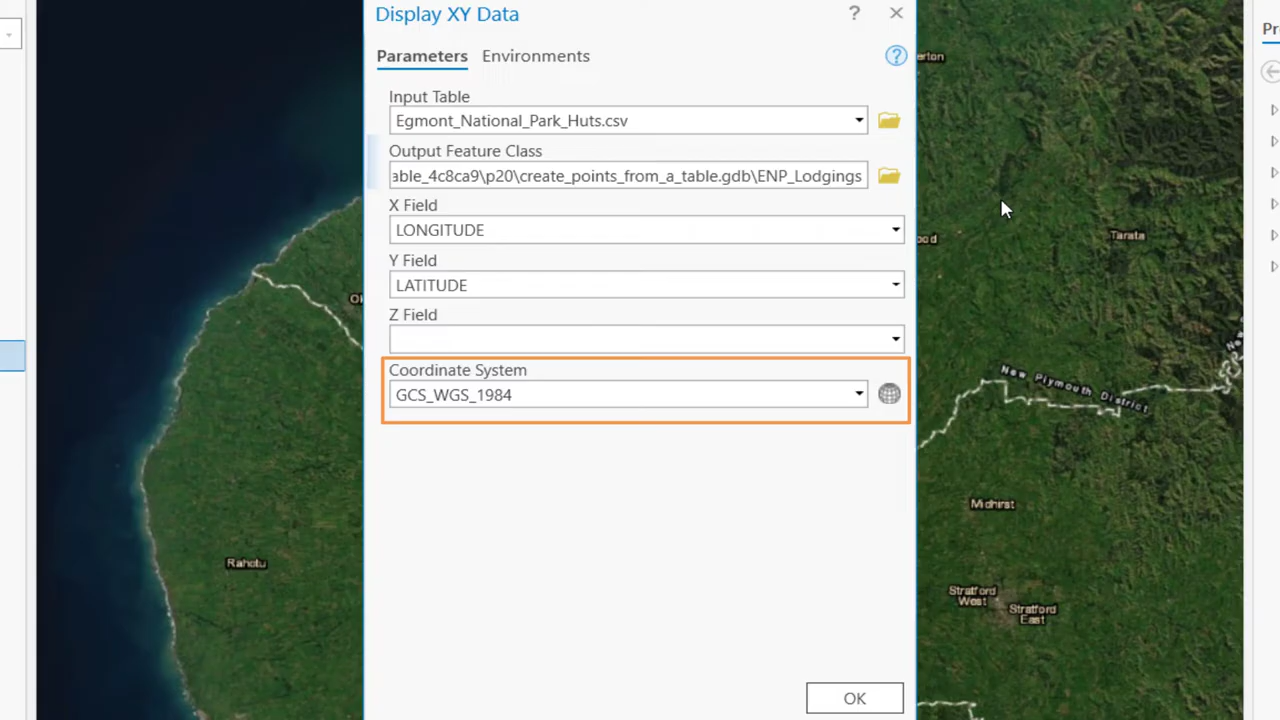 Display XY Data
?
Parameters Environments
?
Input Table
Egmont_National_Park_Huts.csv
Output Feature Class
able_4c8ca9\p20\create_points_from_a_table.gdb\ENP_Lodgings
X Field
LONGITUDE
Y Field
LATITUDE
Z Field
Coordinate System
GCS_WGS_1984
OK
Rahotu
erton
Tarata
New Plymouth District
Midhirst
Stratford
West
Stratford
East